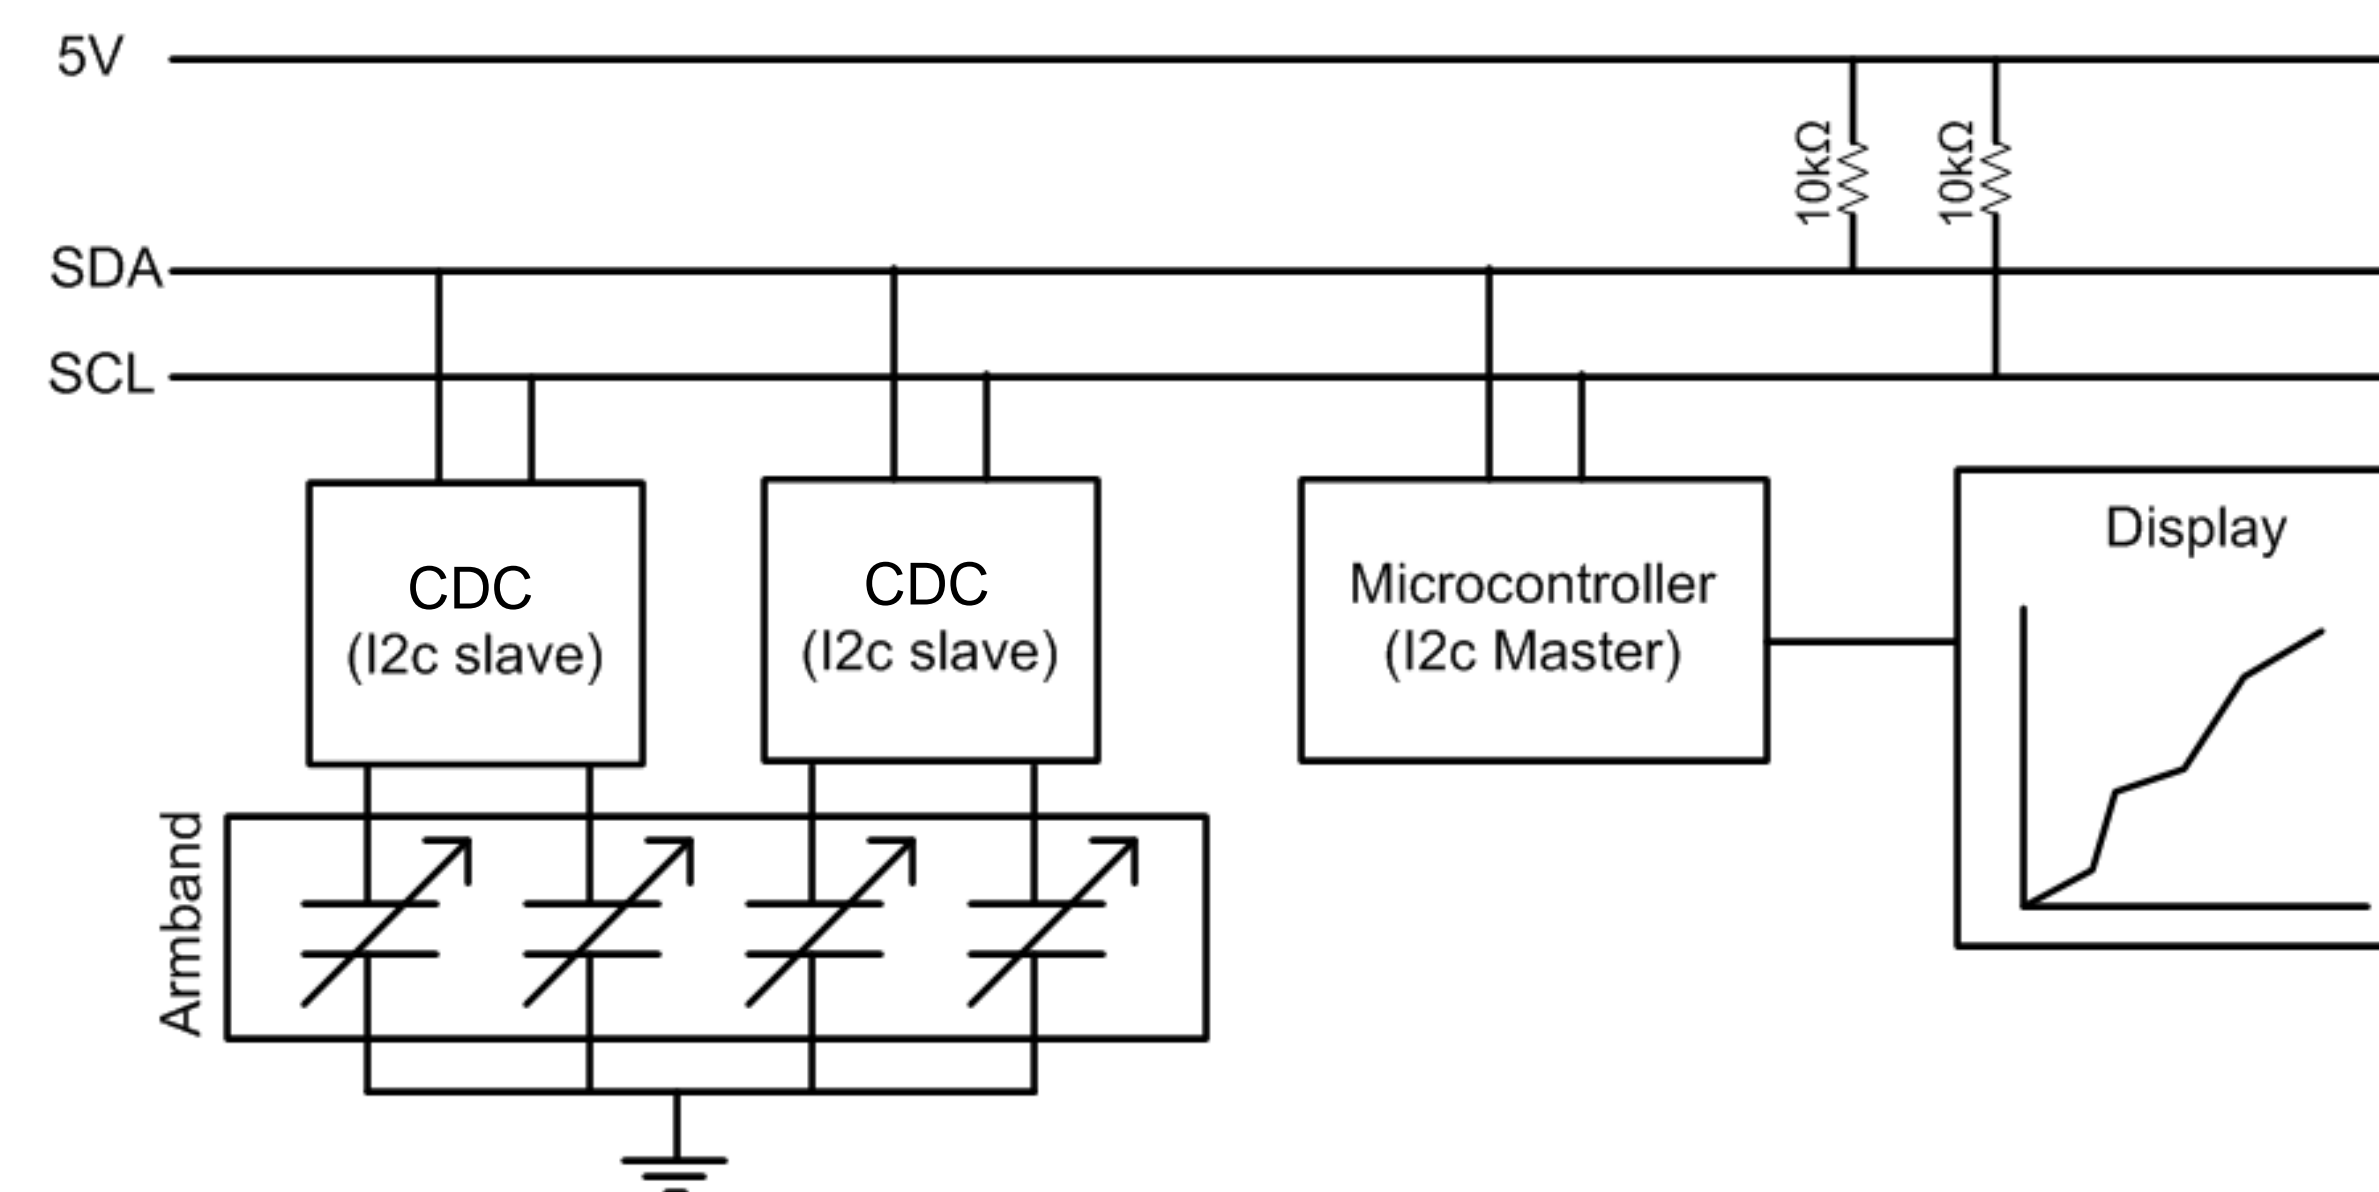 5V
10kΩ
10kΩ
SDA
SCL
CDC
(I2c slave)
CDC
(I2c slave)
Microcontroller
(I2c Master)
Display
Armband